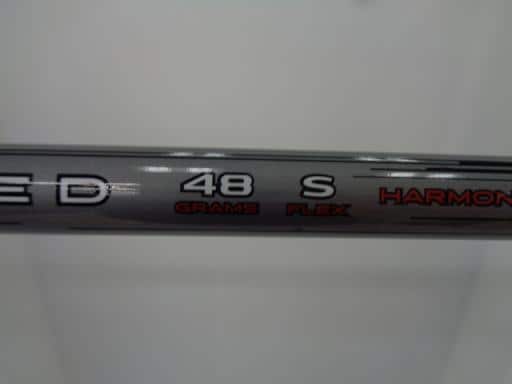 ED 48 S HARMON
GRAMS FLEX